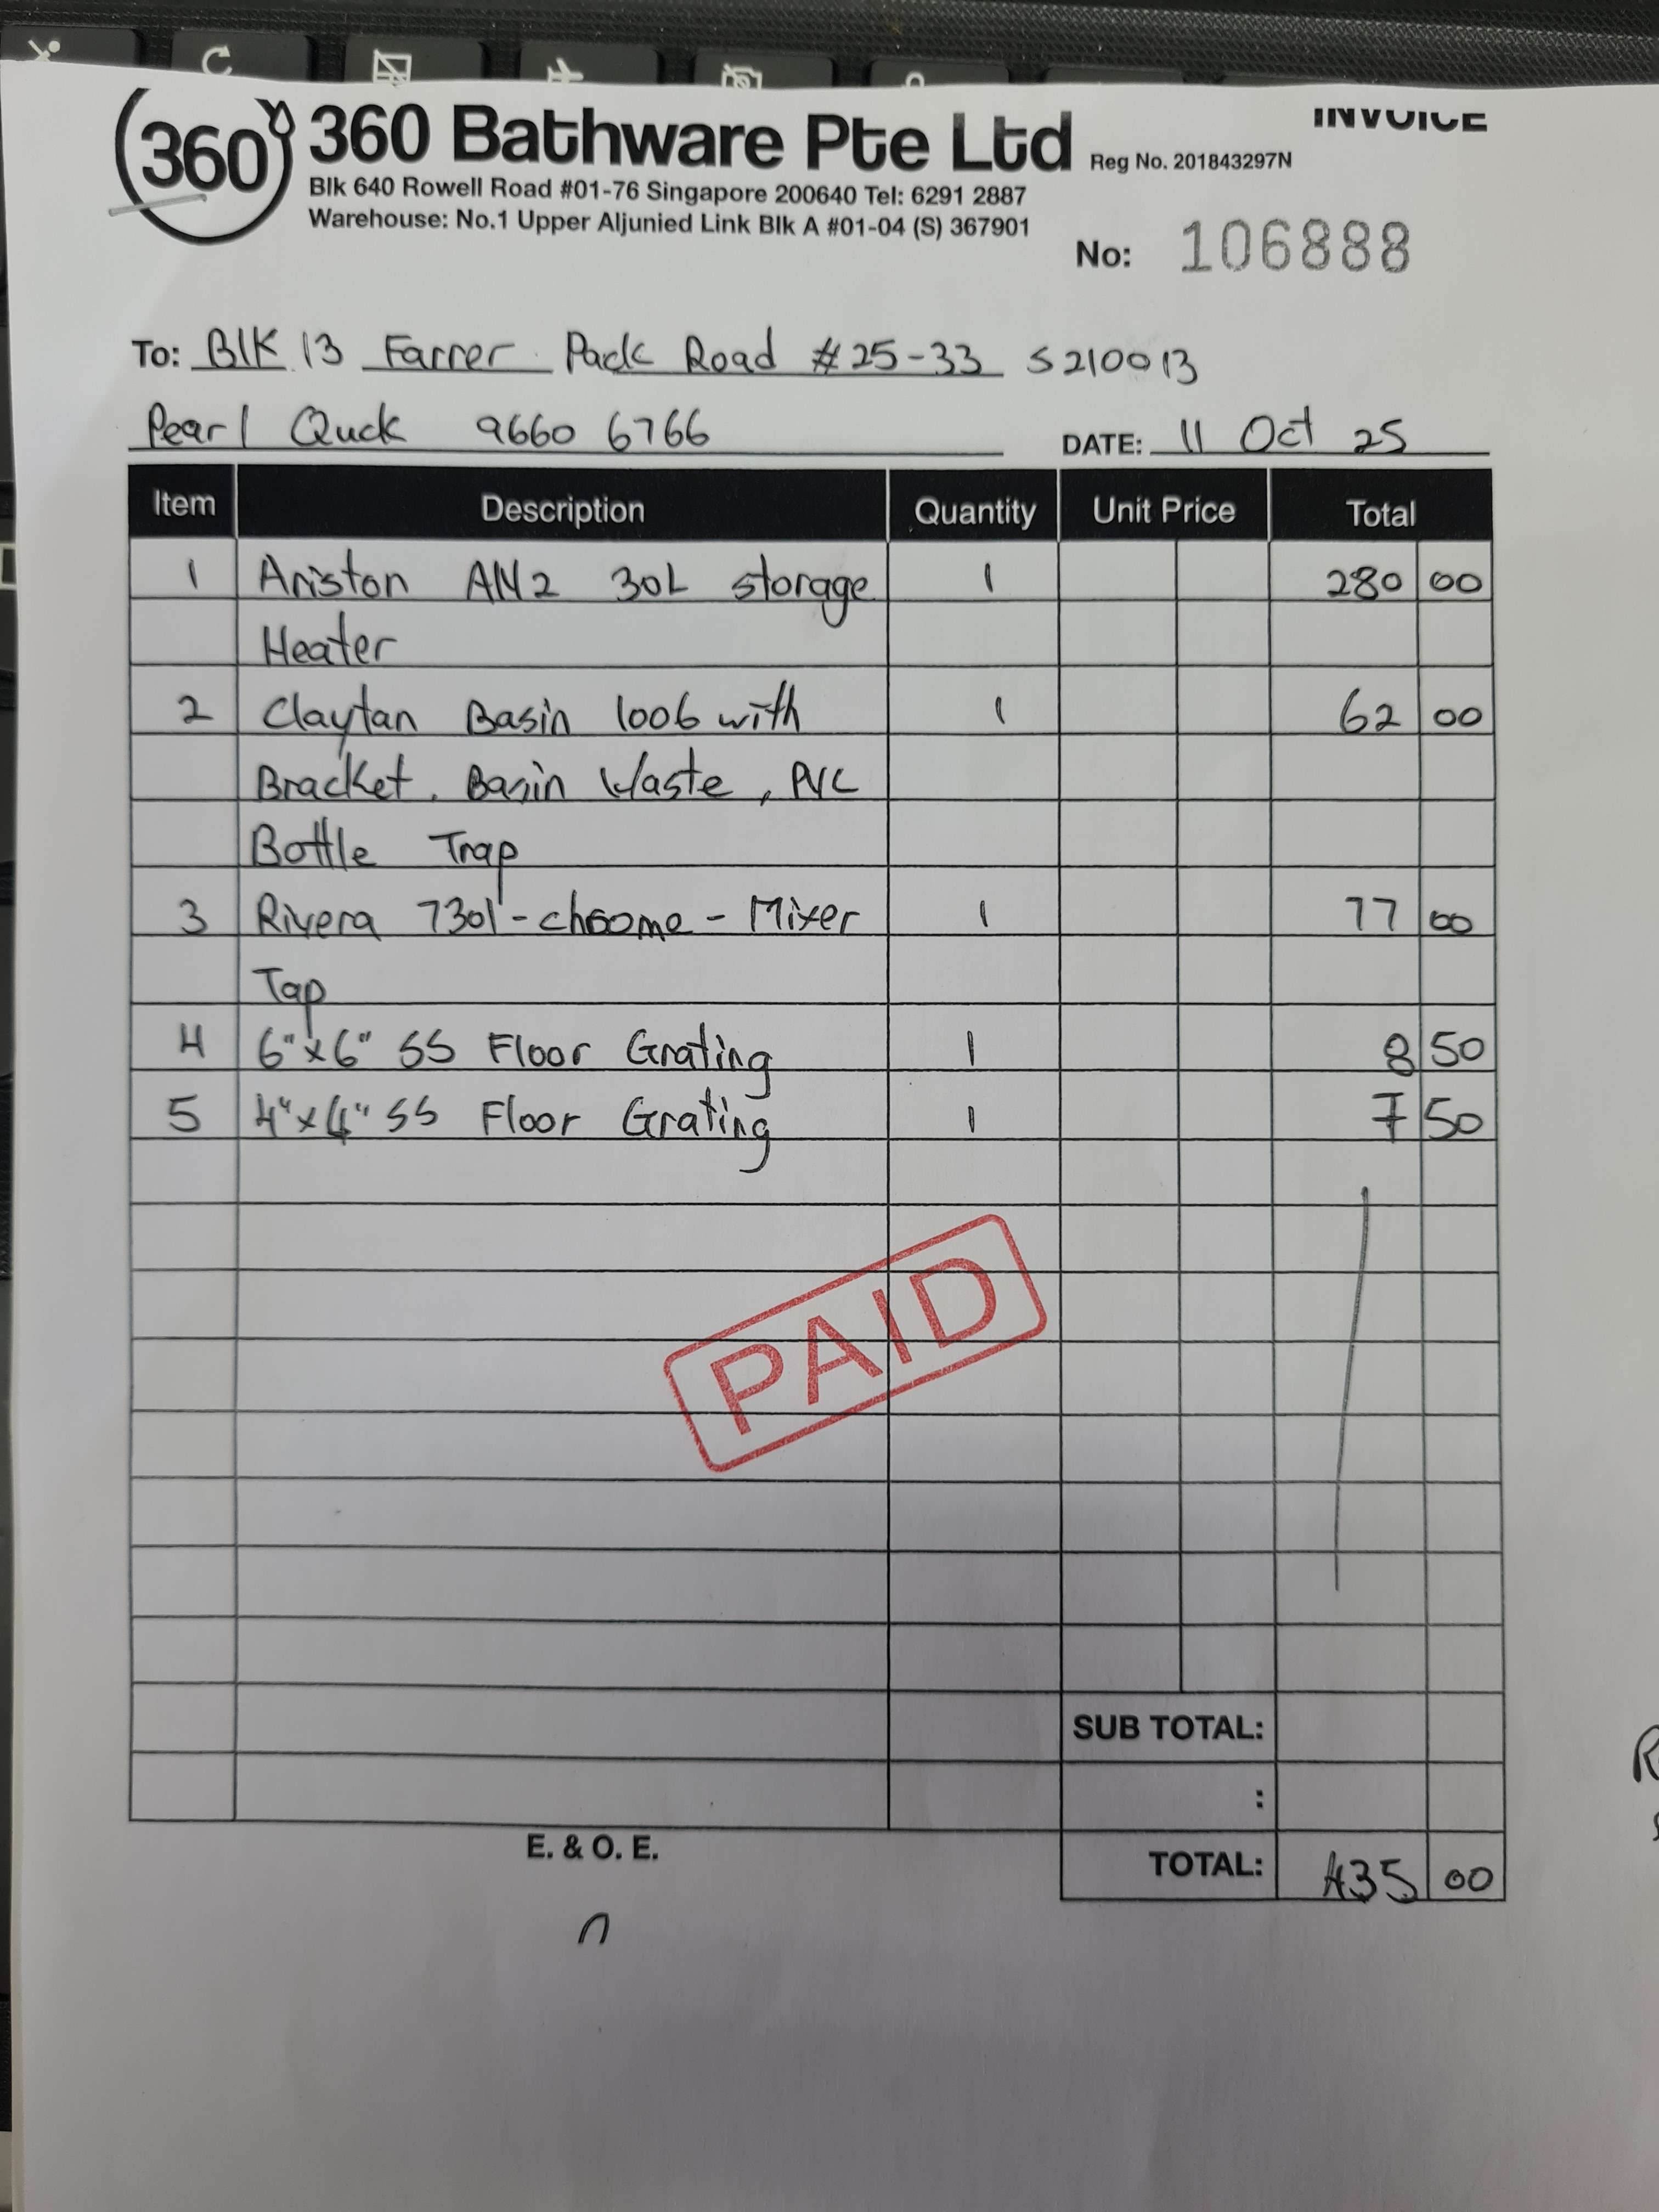 360
360 Bathware Pte Ltd Reg No. 201843297N
INVOICE
Blk 640 Rowell Road #01-76 Singapore 200640 Tel: 6291 2887
Warehouse: No.1 Upper Aljunied Link Blk A #01-04 (S) 367901
No: 106888
To: Blk 13 Farrer Pack Road #25-33 S210013
Pearl Quck 9660 6766
DATE: 11 Oct 25
Item Description Quantity Unit Price Total
1 Ariston AN2 30L storage 1 280 00
Heater
2 Claytan Basin 1006 with 1 62 00
Bracket, Basin Waste, PVC
Bottle Trap
3 Rivera 7301-chrome-Mixer 1 77 00
Tap
4 6"x6" SS Floor Grating 1 8 50
5 4"x4" SS Floor Grating 1 7 50
PAID
SUB TOTAL:
:
E. & O. E.
TOTAL: 435 00